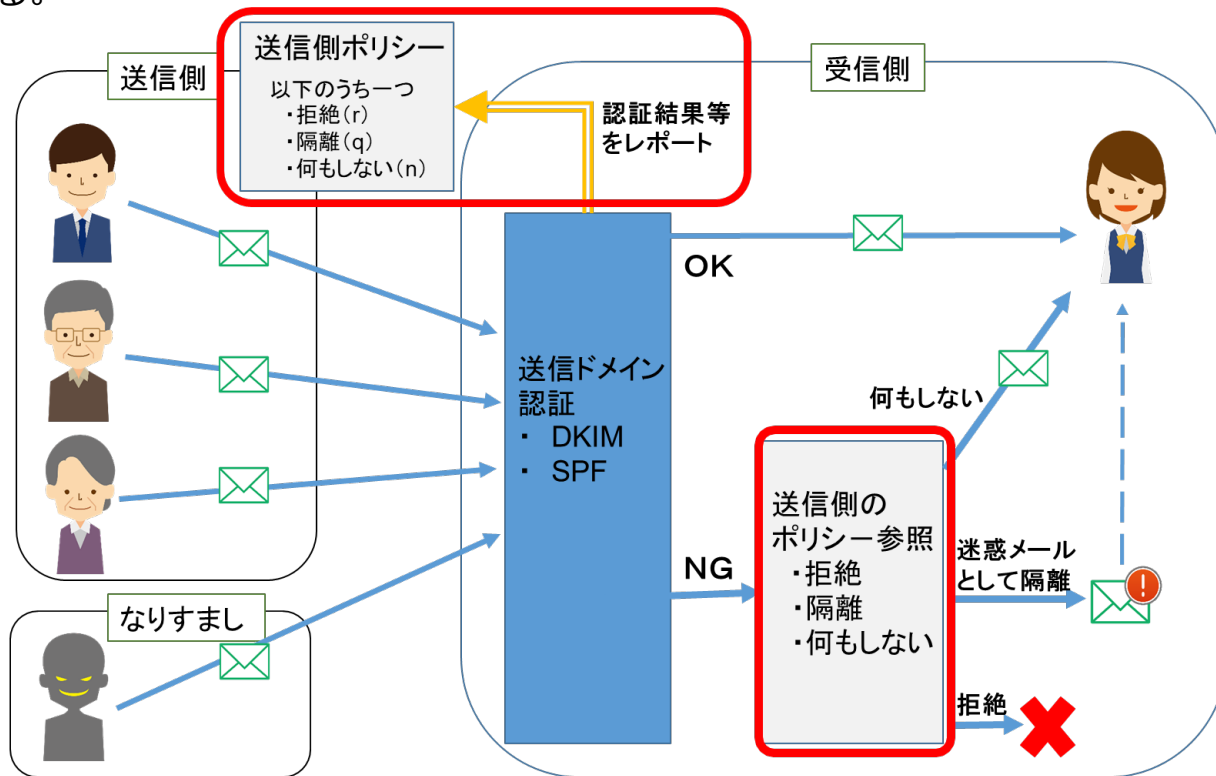 る。
送信側ポリシー
以下のうち一つ
・拒絶(r)
・隔離(q)
・何もしない(n)
送信側
受信側
認証結果等
をレポート
OK
送信ドメイン
認証
・ DKIM
・ SPF
何もしない
NG
送信側の
ポリシー参照
・拒絶
・隔離
・何もしない
迷惑メール
として隔離
拒絶
なりすまし